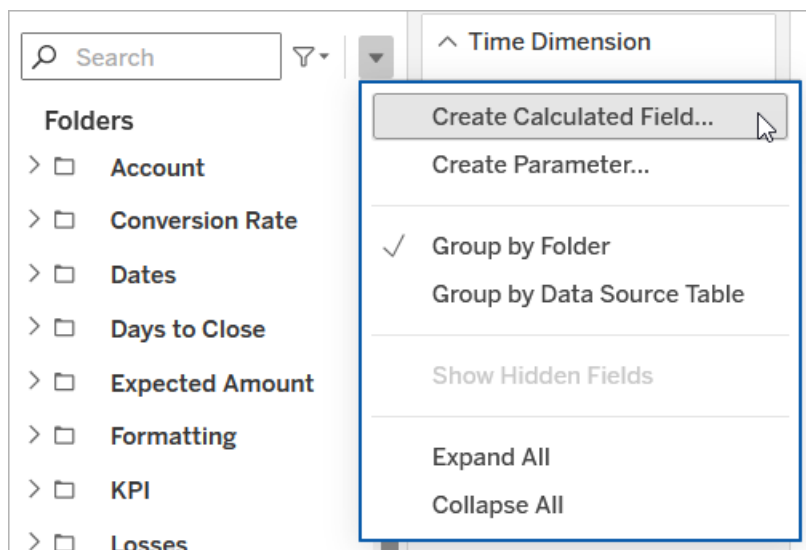 Search
Folders
Account
Conversion Rate
Dates
Days to Close
Expected Amount
Formatting
KPI
Losses
Time Dimension
Create Calculated Field...
Create Parameter...
Group by Folder
Group by Data Source Table
Show Hidden Fields
Expand All
Collapse All